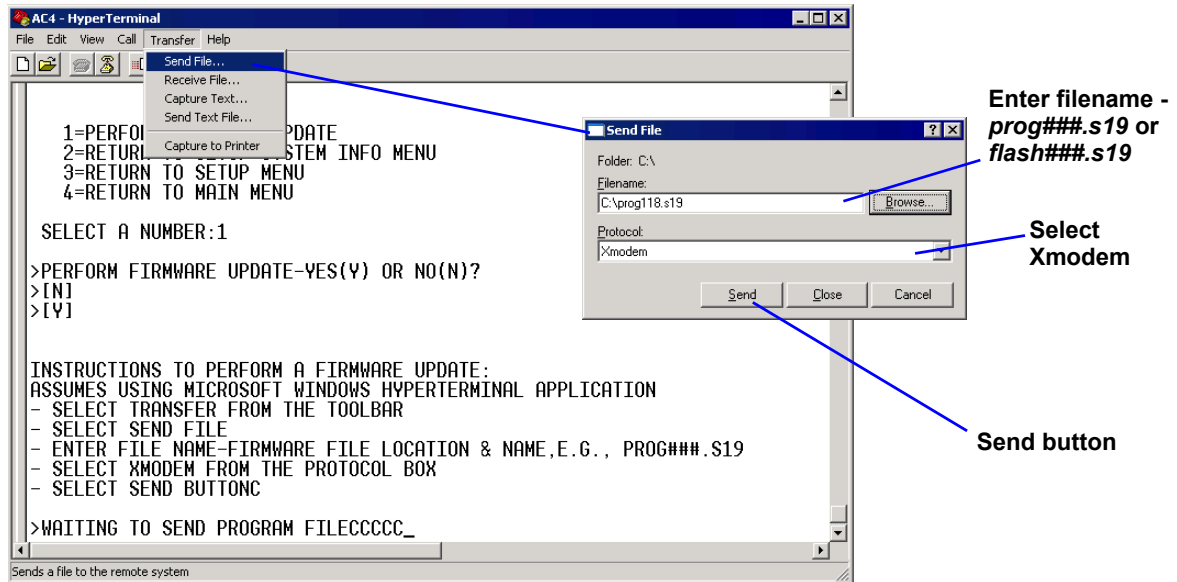 AC4 - HyperTerminal
File Edit View Call Transfer Help
Send File...
Receive File...
Capture Text...
Send Text File...
Capture to Printer
1=PERFO PDATE
2=RETURN STEM INFO MENU
3=RETURN TO SETUP MENU
4=RETURN TO MAIN MENU
SELECT A NUMBER:1
>PERFORM FIRMWARE UPDATE-YES(Y) OR NO(N)?
>[N]
>[Y]
INSTRUCTIONS TO PERFORM A FIRMWARE UPDATE:
ASSUMES USING MICROSOFT WINDOWS HYPERTERMINAL APPLICATION
- SELECT TRANSFER FROM THE TOOLBAR
- SELECT SEND FILE
- ENTER FILE NAME-FIRMWARE FILE LOCATION & NAME,E.G., PROG###.S19
- SELECT XMODEM FROM THE PROTOCOL BOX
- SELECT SEND BUTTONC
>WAITING TO SEND PROGRAM FILECCCCC_
Sends a file to the remote system
Send File
Folder: C:\
Filename:
C:\prog118.s19
Browse...
Protocol:
Xmodem
Send Close Cancel
Enter filename -
prog###.s19 or
flash###.s19
Select
Xmodem
Send button